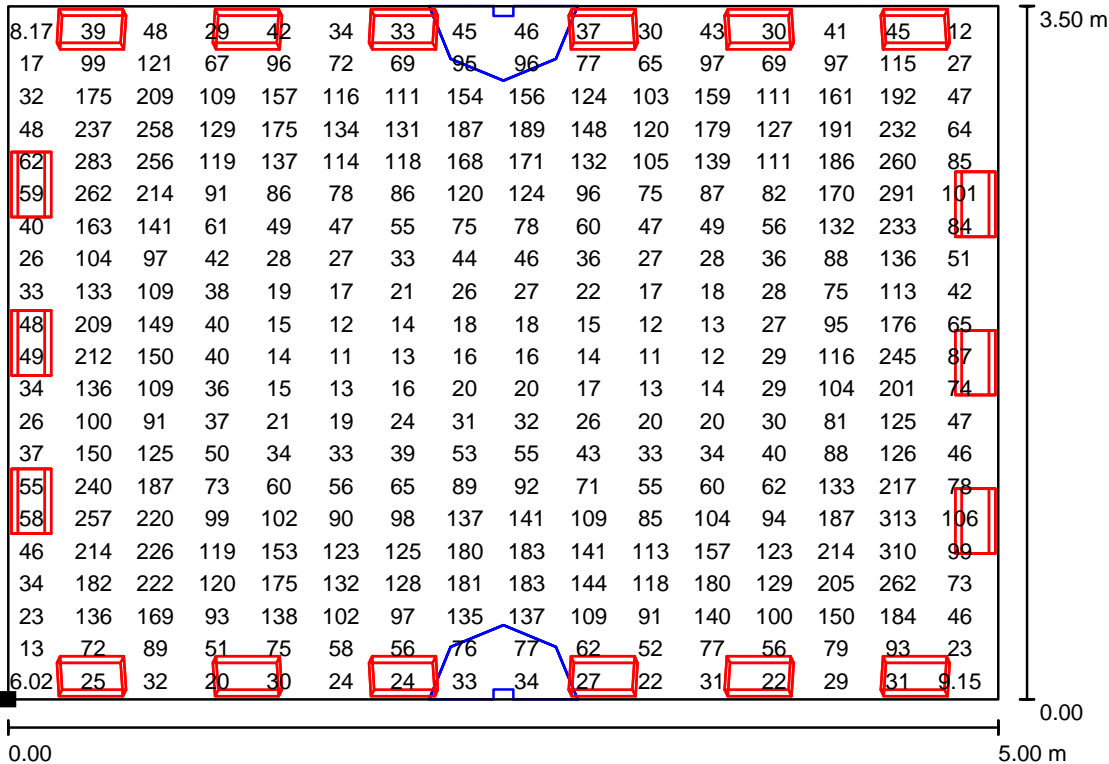 8.17 39 48 29 42 34 33 45 46 37 30 43 30 41 45 12
3.50 m
17 99 121 67 96 72 69 95 96 77 65 97 69 97 115 27
32 175 209 109 157 116 111 154 156 124 103 159 111 161 192 47
48 237 258 129 175 134 131 187 189 148 120 179 127 191 232 64
62 283 256 119 137 114 118 168 171 132 105 139 111 186 260 85
59 262 214 91 86 78 86 120 124 96 75 87 82 170 291 101
40 163 141 61 49 47 55 75 78 60 47 49 56 132 233 84
26 104 97 42 28 27 33 44 46 36 27 28 36 88 136 51
33 133 109 38 19 17 21 26 27 22 17 18 28 75 113 42
48 209 149 40 15 12 14 18 18 15 12 13 27 95 176 65
49 212 150 40 14 11 13 16 16 14 11 12 29 116 245 87
34 136 109 36 15 13 16 20 20 17 13 14 29 104 201 74
26 100 91 37 21 19 24 31 32 26 20 20 30 81 125 47
37 150 125 50 34 33 39 53 55 43 33 34 40 88 126 46
55 240 187 73 60 56 65 89 92 71 55 60 62 133 217 78
58 257 220 99 102 90 98 137 141 109 85 104 94 187 313 106
46 214 226 119 153 123 125 180 183 141 113 157 123 214 310 99
34 182 222 120 175 132 128 181 183 144 118 180 129 205 262 73
23 136 169 93 138 102 97 135 137 109 91 140 100 150 184 46
13 72 89 51 75 58 56 76 77 62 52 77 56 79 93 23
6.02 25 32 20 30 24 24 33 34 27 22 31 22 29 31 9.15
0.00
0.00
5.00 m